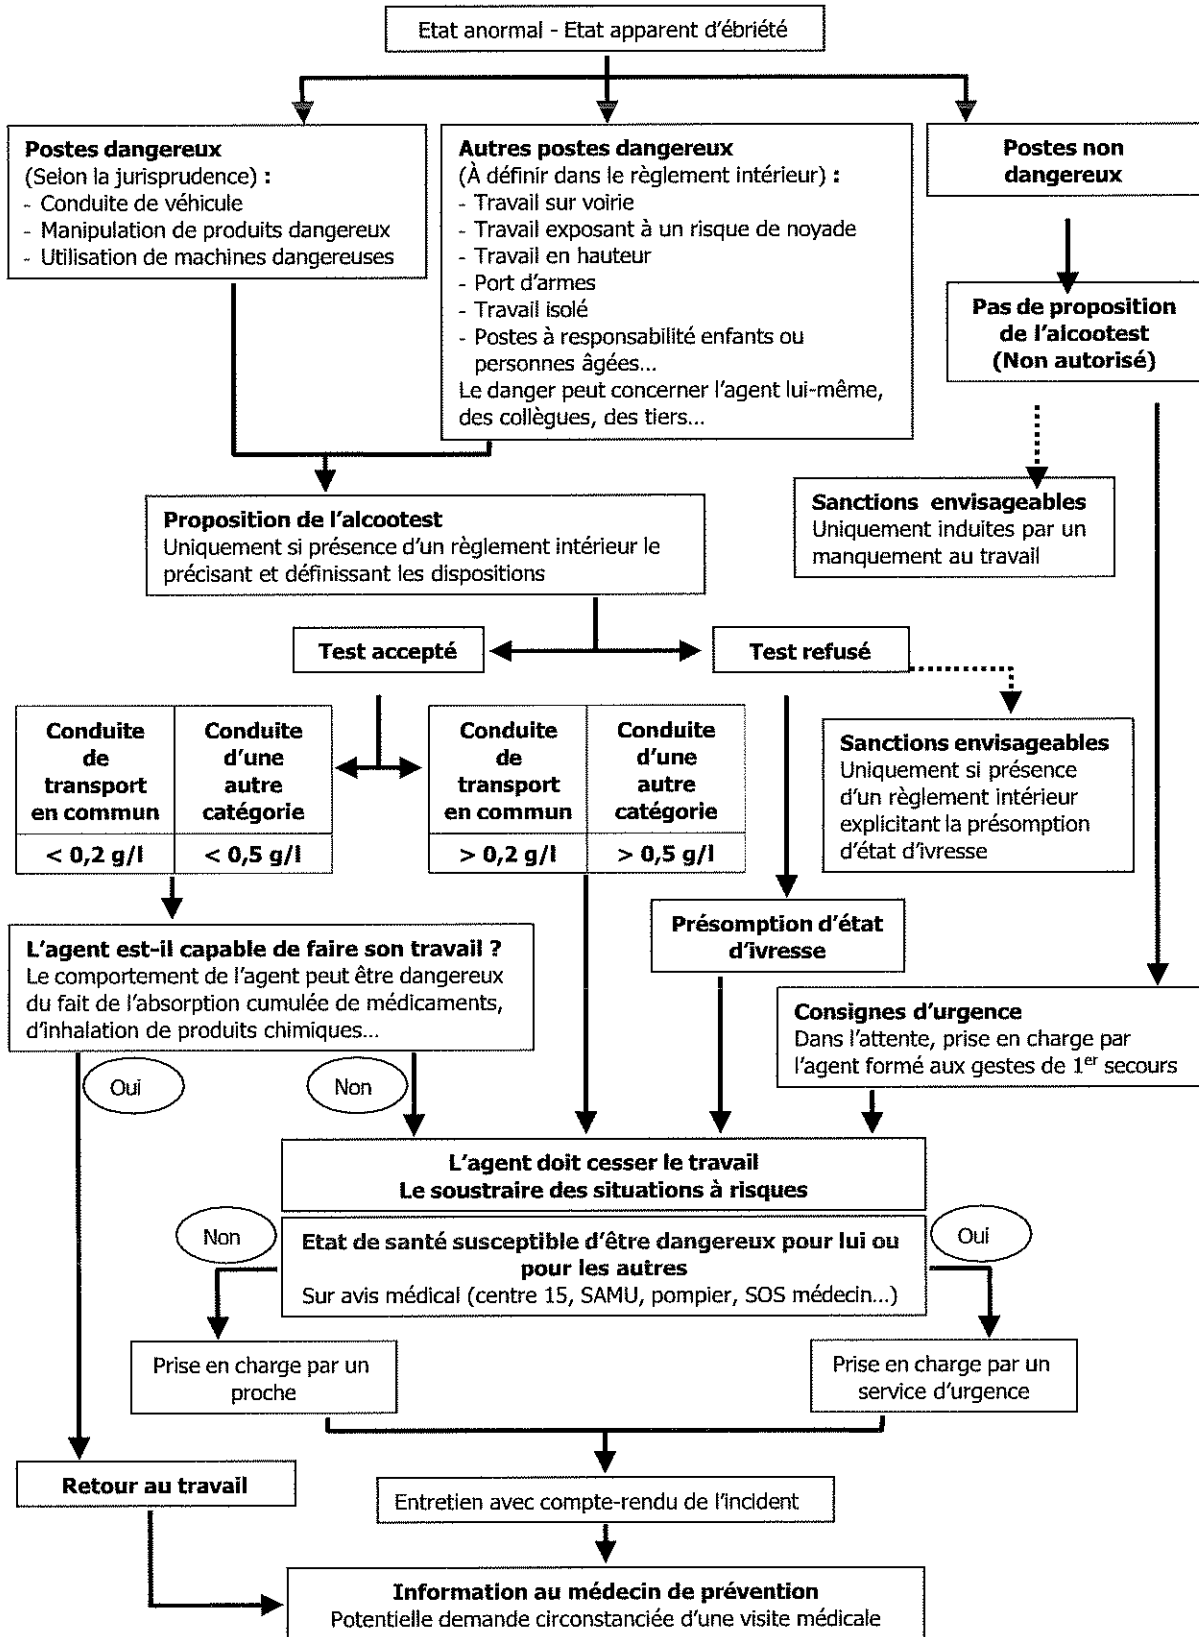 Etat anormal - Etat apparent d'ébriété
Postes dangereux
(Selon la jurisprudence) :
- Conduite de véhicule
- Manipulation de produits dangereux
- Utilisation de machines dangereuses
Autres postes dangereux
(À définir dans le règlement intérieur) :
- Travail sur voirie
- Travail exposant à un risque de noyade
- Travail en hauteur
- Port d'armes
- Travail isolé
- Postes à responsabilité enfants ou
personnes âgées...
Le danger peut concerner l'agent lui-même,
des collègues, des tiers...
Postes non
dangereux
Pas de proposition
de l'alcootest
(Non autorisé)
Sanctions envisageables
Uniquement induites par un
manquement au travail
Proposition de l'alcootest
Uniquement si présence d'un règlement intérieur le
précisant et définissant les dispositions
Test accepté
Test refusé
Conduite
de
transport
en commun
< 0,2 g/l
Conduite
d'une
autre
catégorie
< 0,5 g/l
Conduite
de
transport
en commun
> 0,2 g/l
Conduite
d'une
autre
catégorie
> 0,5 g/l
Sanctions envisageables
Uniquement si présence
d'un règlement intérieur
explicitant la présomption
d'état d'ivresse
Présomption d'état
d'ivresse
L'agent est-il capable de faire son travail ?
Le comportement de l'agent peut être dangereux
du fait de l'absorption cumulée de médicaments,
d'inhalation de produits chimiques...
Consignes d'urgence
Dans l'attente, prise en charge par
l'agent formé aux gestes de 1er secours
Oui
Non
L'agent doit cesser le travail
Le soustraire des situations à risques
Non
Etat de santé susceptible d'être dangereux pour lui ou
pour les autres
Sur avis médical (centre 15, SAMU, pompier, SOS médecin...)
Oui
Prise en charge par un
proche
Prise en charge par un
service d'urgence
Retour au travail
Entretien avec compte-rendu de l'incident
Information au médecin de prévention
Potentielle demande circonstanciée d'une visite médicale